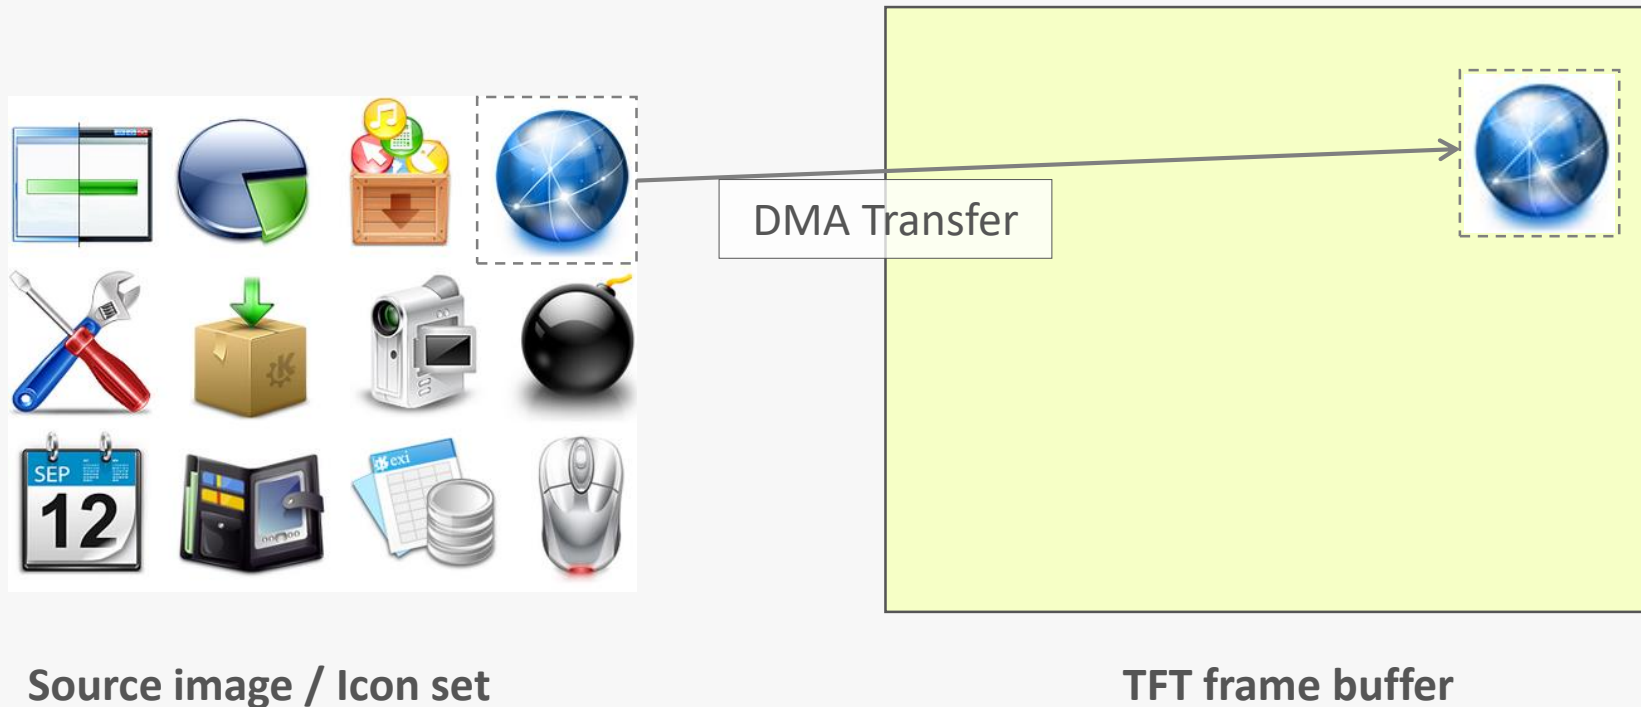 DMA Transfer
SEP
12
exi
Source image / Icon set
TFT frame buffer